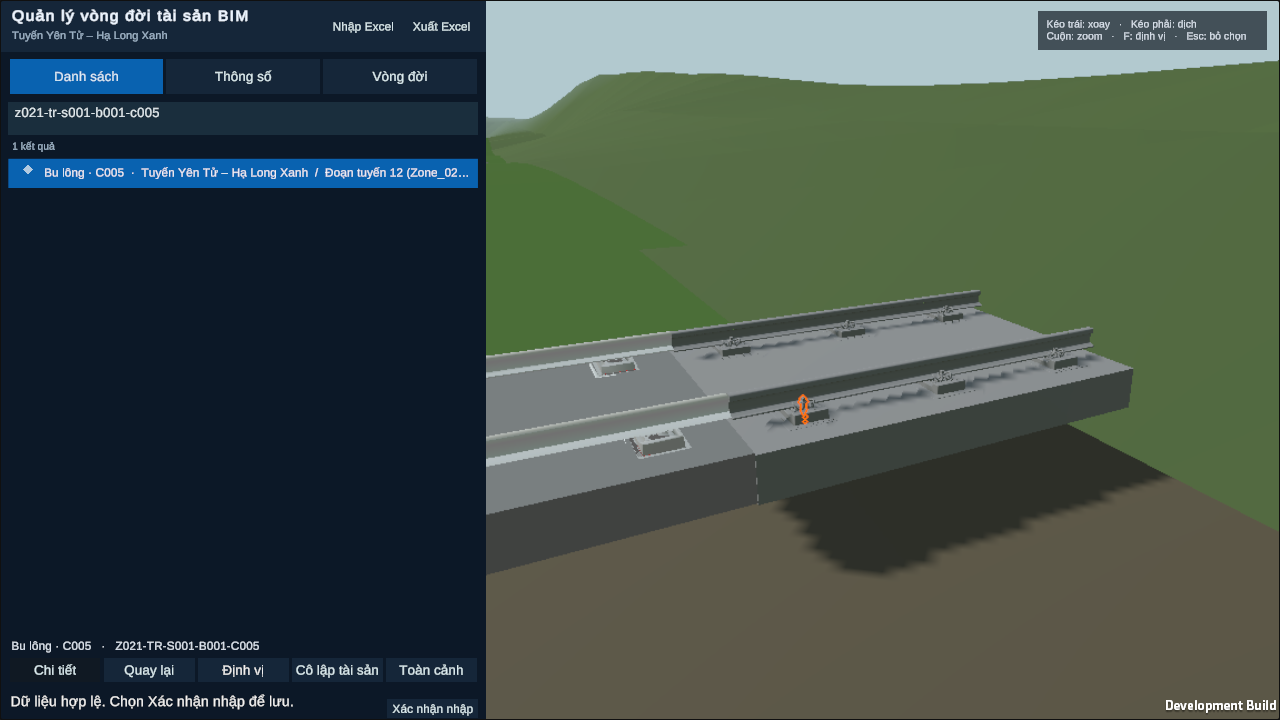 Quản lý vòng đời tài sản BIM
Tuyến Yên Tử – Hạ Long Xanh
Nhập Excel
Xuất Excel
Danh sách
Thông số
Vòng đời
z021-tr-s001-b001-c005
1 kết quả
Bu lông · C005 · Tuyến Yên Tử – Hạ Long Xanh / Đoạn tuyến 12 (Zone_02...
Kéo trái: xoay · Kéo phải: dịch
Cuộn: zoom · F: định vị · Esc: bỏ chọn
Bu lông · C005 · Z021-TR-S001-B001-C005
Chi tiết
Quay lại
Định vị
Cô lập tài sản
Toàn cảnh
Dữ liệu hợp lệ. Chọn Xác nhận nhập để lưu.
Xác nhận nhập
Development Build